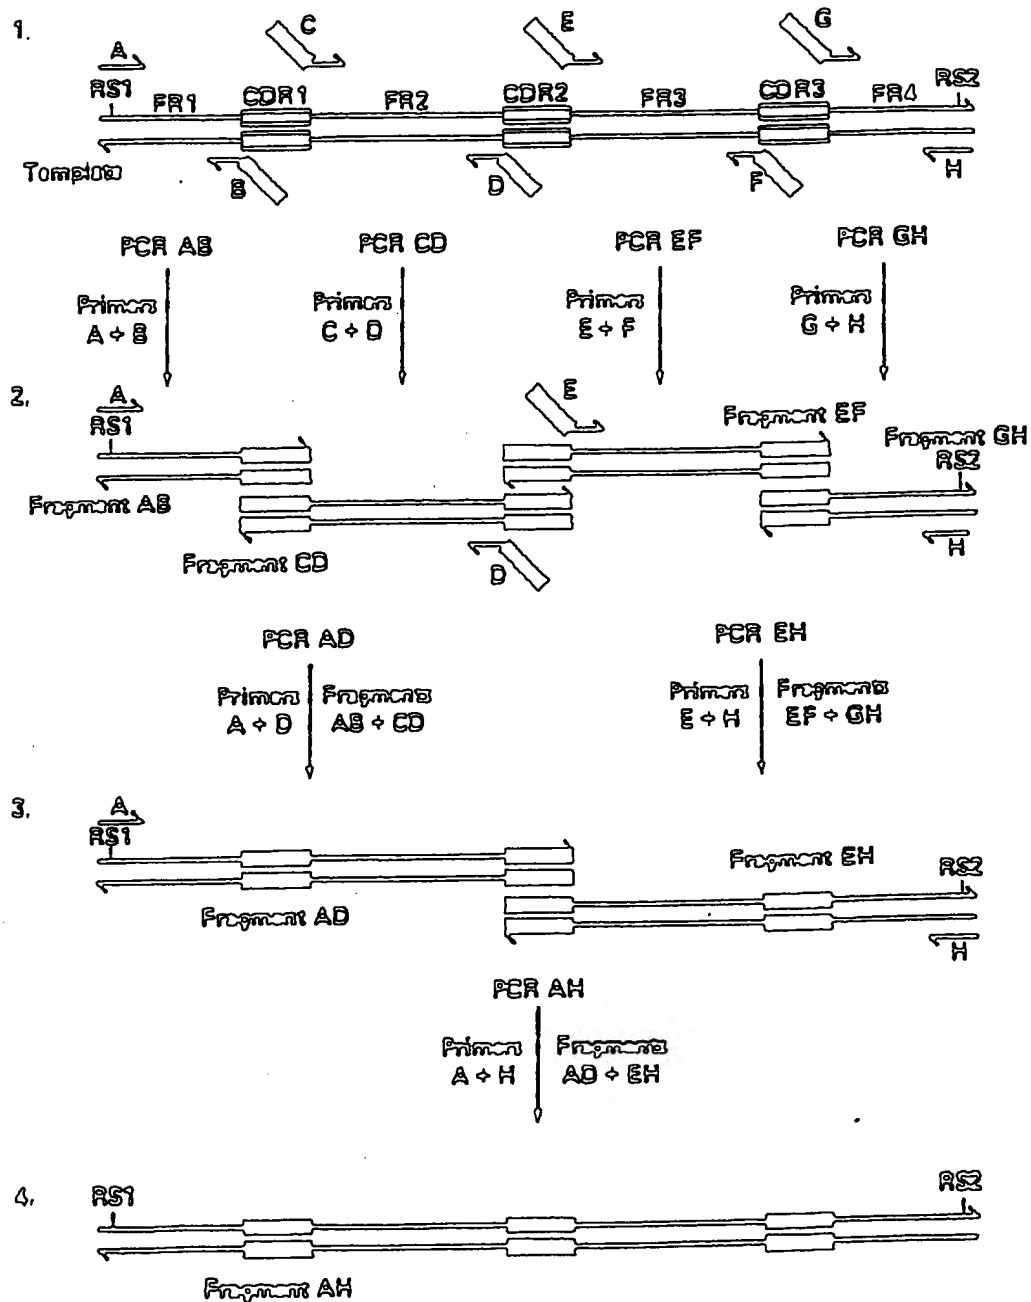 1.
A C E G
RS1 FR1 CDR1 FR2 CDR2 FR3 CDR3 FR4 RS2
Template
B D F H
PCR AB PCR CD PCR EF PCR GH
Primers Primers Primers Primers
A + B C + D E + F G + H
2.
A E
RS1 Fragment EF
Fragment GH
RS2
Fragment AB
Fragment CD D H
PCR AD PCR EH
Primers Fragments Primers Fragments
A + D AB + CD E + H EF + GH
3.
A
RS1 Fragment EH RS2
Fragment AD
H
PCR AH
Primers Fragments
A + H AD + EH
4.
RS1 RS2
Fragment AH